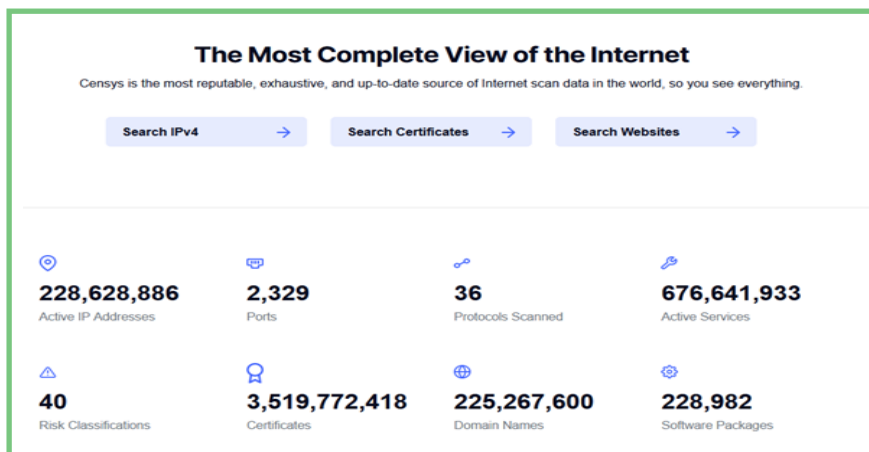 The Most Complete View of the Internet
Censys is the most reputable, exhaustive, and up-to-date source of Internet scan data in the world, so you see everything.
Search IPv4 → Search Certificates → Search Websites →
228,628,886 2,329 36 676,641,933
Active IP Addresses Ports Protocols Scanned Active Services
40 3,519,772,418 225,267,600 228,982
Risk Classifications Certificates Domain Names Software Packages